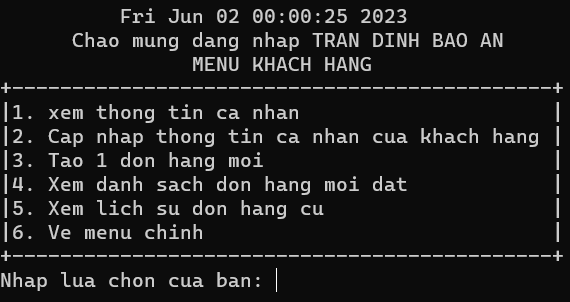 Fri Jun 02 00:00:25 2023
Chao mung dang nhap TRAN DINH BAO AN
MENU KHACH HANG
+---------------------------------------------+
|1. xem thong tin ca nhan                     |
|2. Cap nhap thong tin ca nhan cua khach hang |
|3. Tao 1 don hang moi                        |
|4. Xem danh sach don hang moi dat            |
|5. Xem lich su don hang cu                   |
|6. Ve menu chinh                             |
+---------------------------------------------+
Nhap lua chon cua ban: